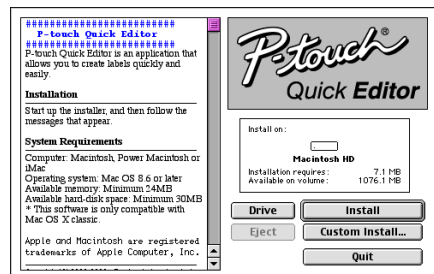 ########################
P-touch Quick Editor
########################
P-touch Quick Editor is an application that
allows you to create labels quickly and
easily.
Installation
Start up the installer, and then follow the
messages that appear.
System Requirements
Computer: Macintosh, Power Macintosh or
iMac
Operating system: Mac OS 8.6 or later
Available memory: Minimum 24MB
Available hard-disk space: Minimum 30MB
* This software is only compatible with
Mac OS X classic.
Apple and Macintosh are registered
trademarks of Apple Computer, Inc.
P-touch®
Quick Editor
Install on:
Macintosh HD
Installation requires: 7.1 MB
Available on volume: 1076.1 MB
Drive
Install
Eject
Custom Install...
Quit